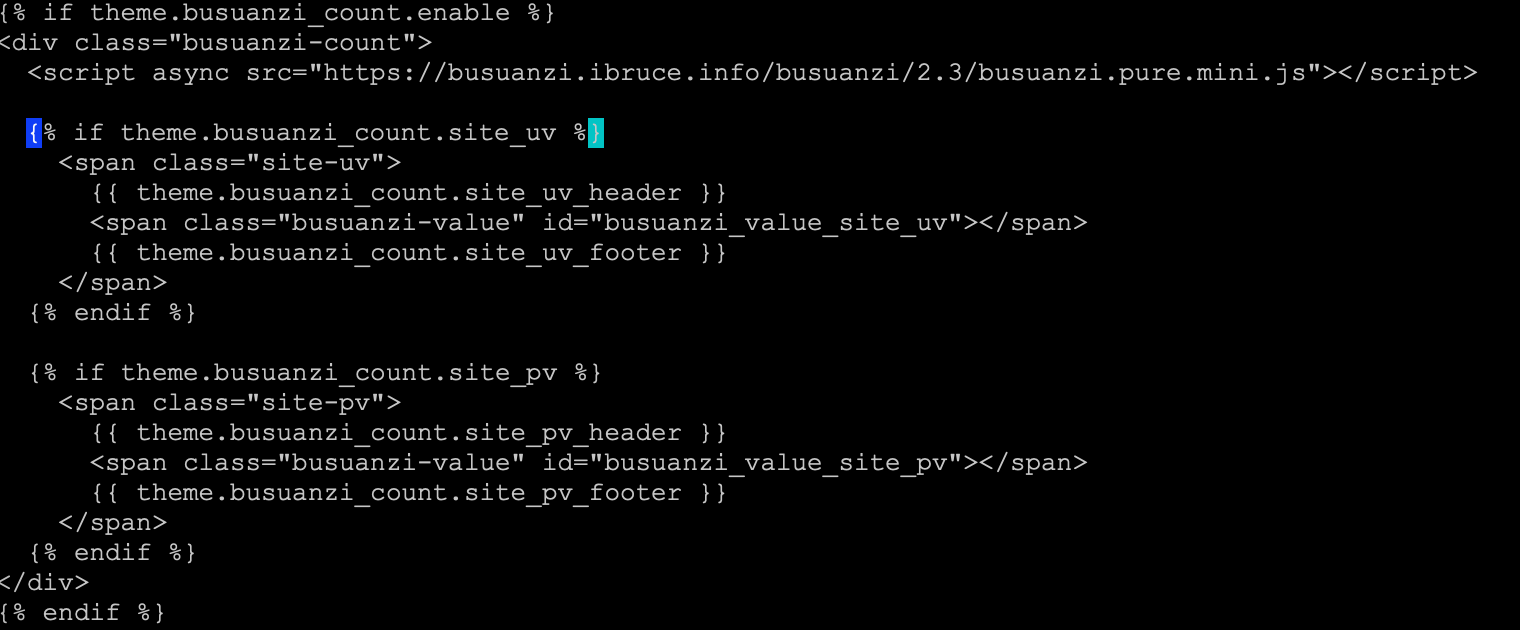 {% if theme.busuanzi_count.enable %}
<div class="busuanzi-count">
  <script async src="https://busuanzi.ibruce.info/busuanzi/2.3/busuanzi.pure.mini.js"></script>

  {% if theme.busuanzi_count.site_uv %}
    <span class="site-uv">
      {{ theme.busuanzi_count.site_uv_header }}
      <span class="busuanzi-value" id="busuanzi_value_site_uv"></span>
      {{ theme.busuanzi_count.site_uv_footer }}
    </span>
  {% endif %}

  {% if theme.busuanzi_count.site_pv %}
    <span class="site-pv">
      {{ theme.busuanzi_count.site_pv_header }}
      <span class="busuanzi-value" id="busuanzi_value_site_pv"></span>
      {{ theme.busuanzi_count.site_pv_footer }}
    </span>
  {% endif %}
</div>
{% endif %}